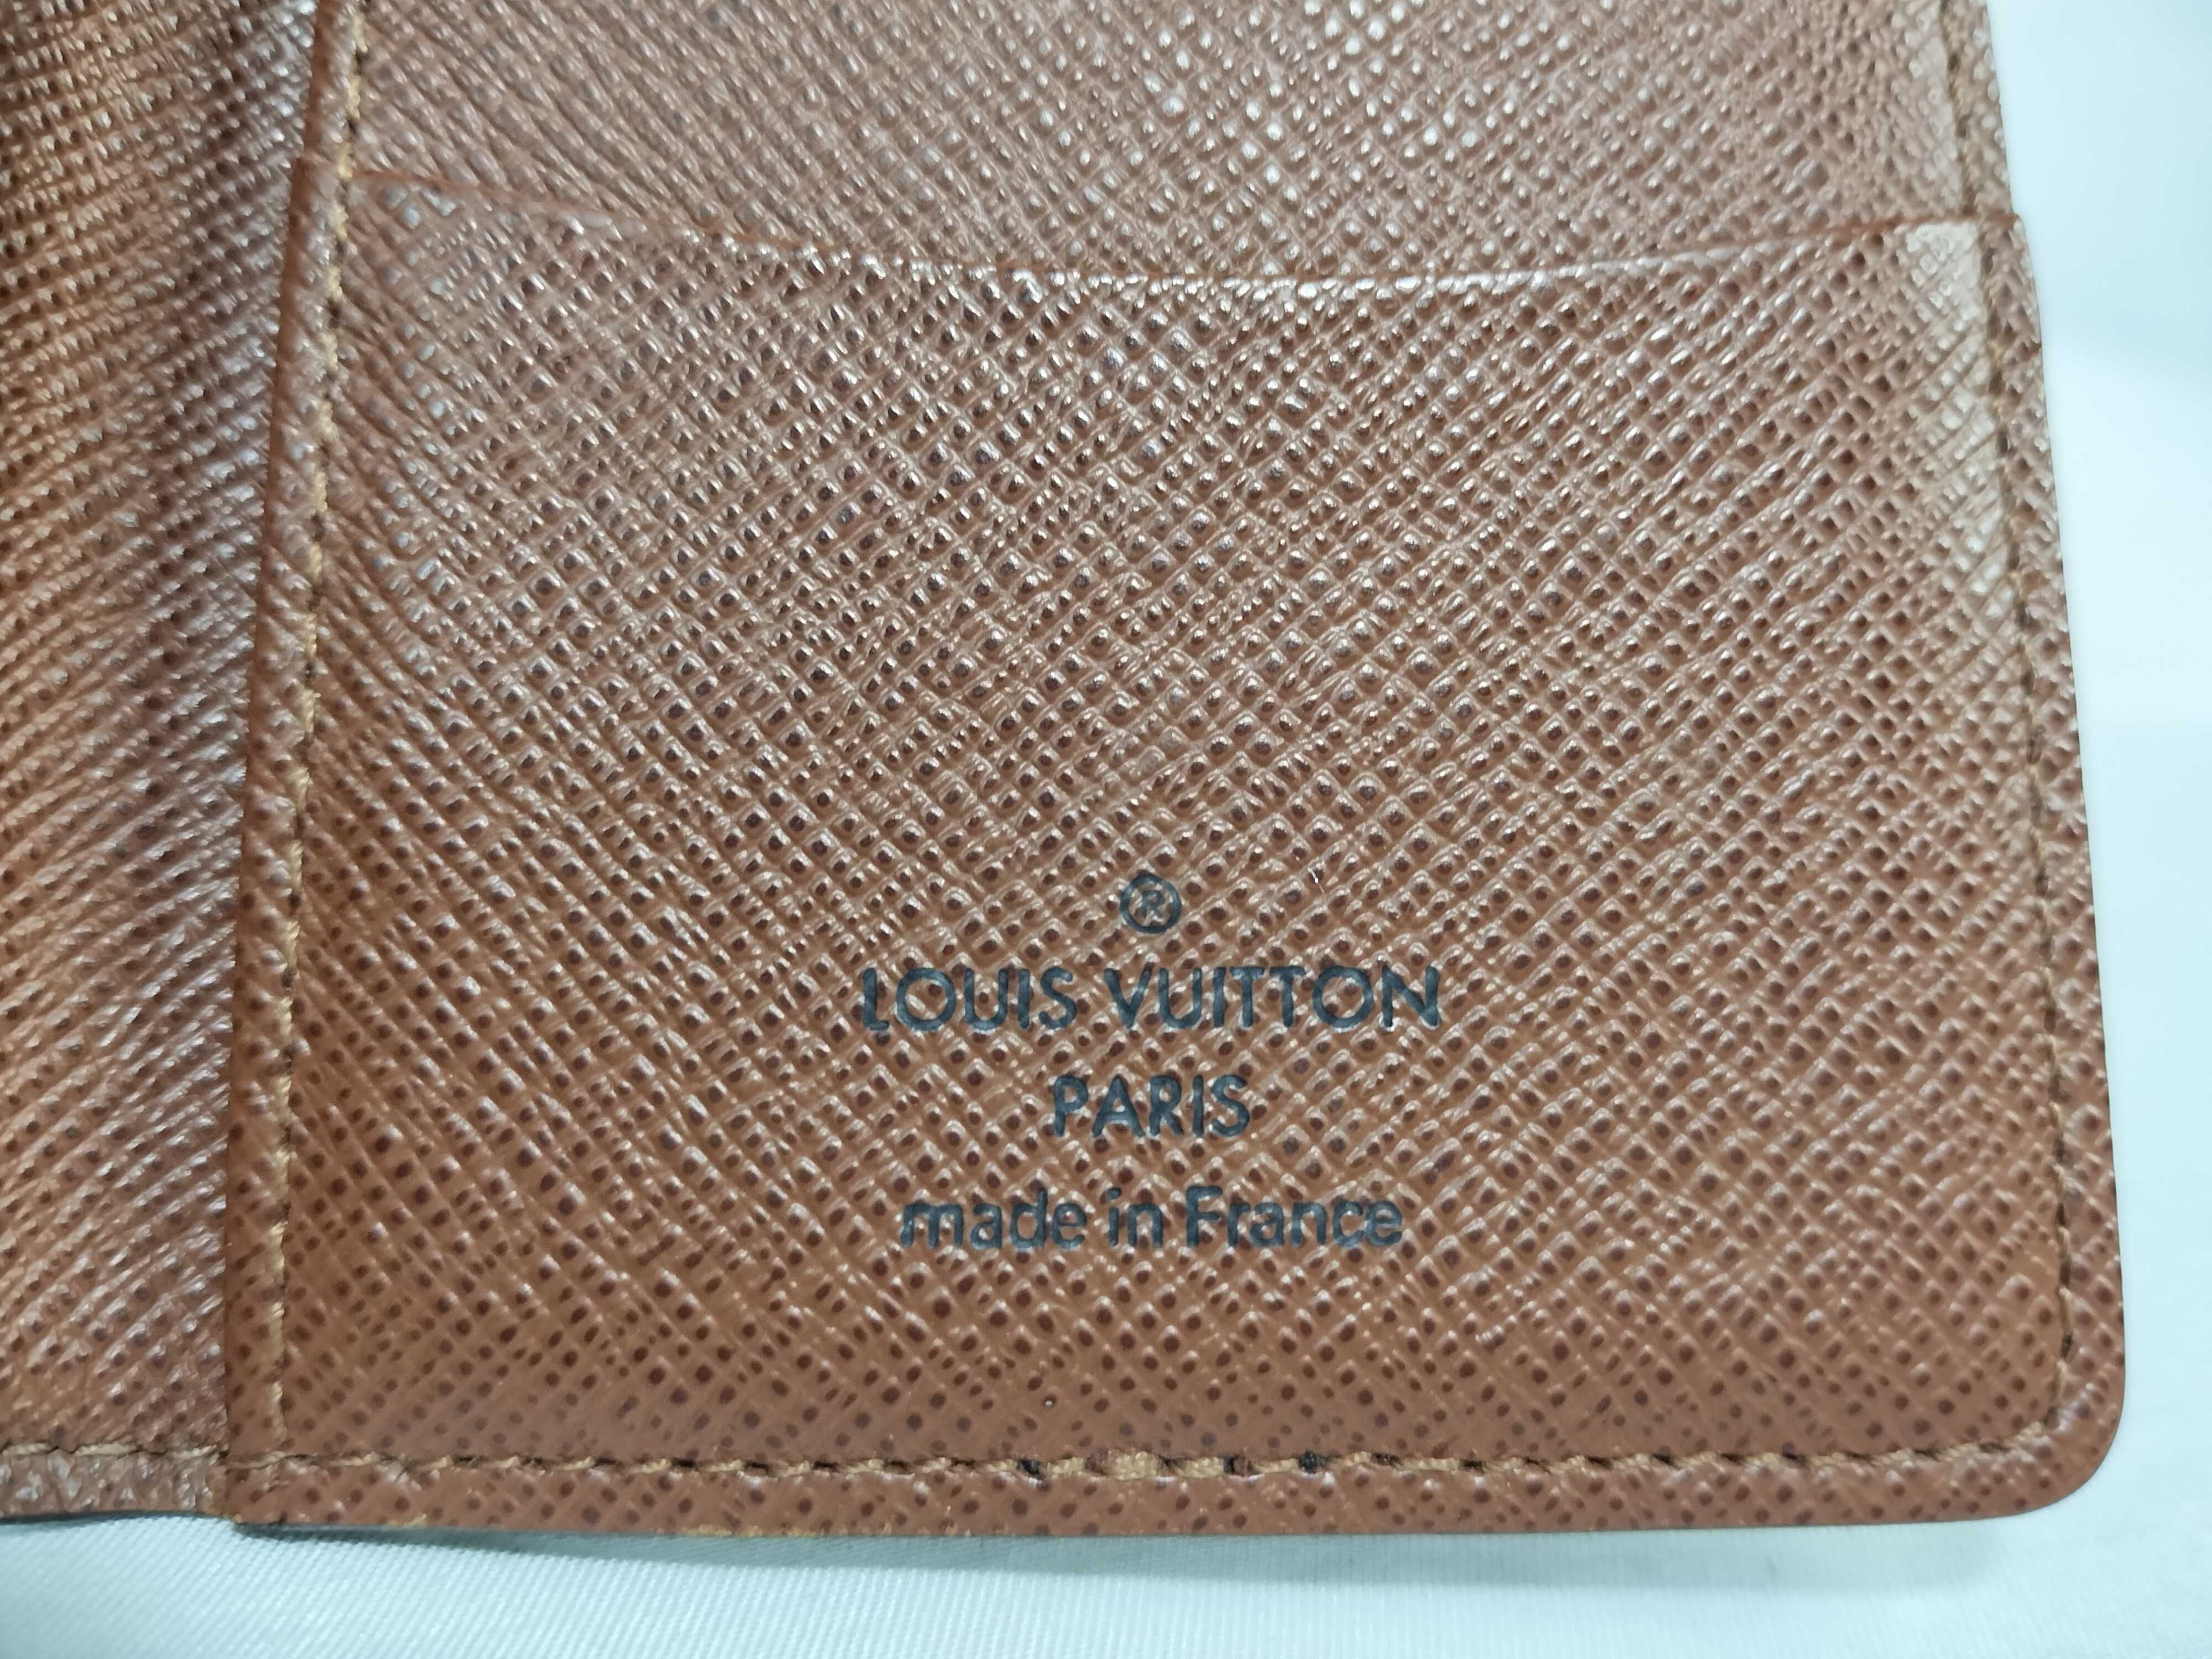 ®
LOUIS VUITTON
PARIS
made in France